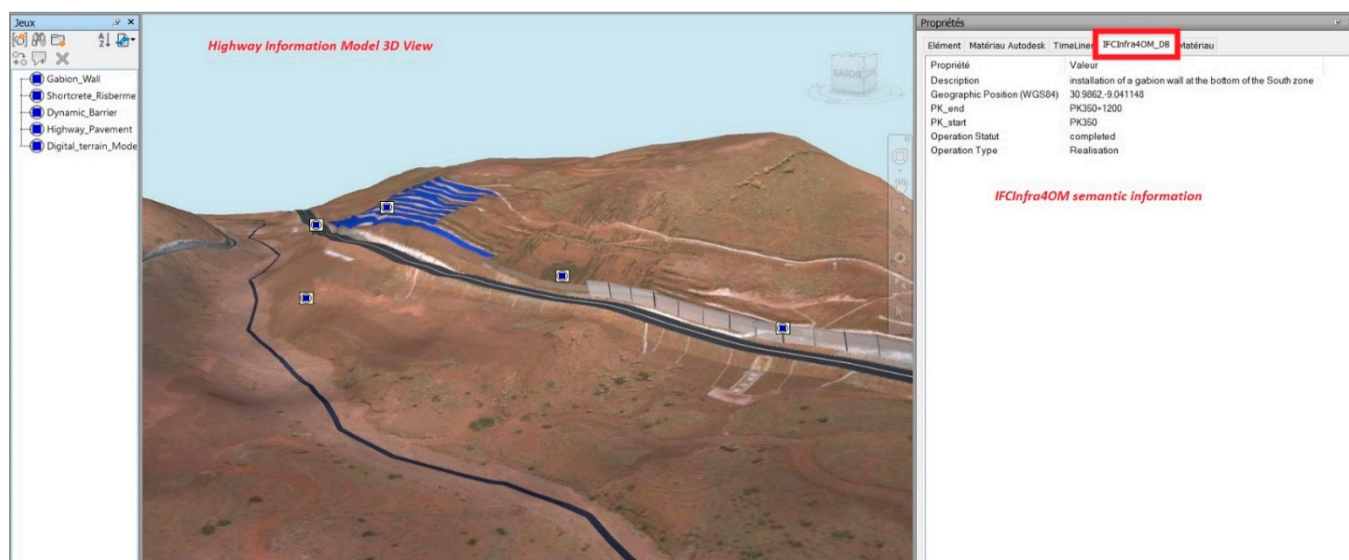 Jeux
Gabion_Wall
Shortcrete_Risberme
Dynamic_Barrier
Highway_Pavement
Digital_terrain_Mode
Highway Information Model 3D View
GAUCHE
Propriétés
Elément Matériau Autodesk TimeLiner IFCInfra4OM_DB Matériau
Propriété Valeur
Description installation of a gabion wall at the bottom of the South zone
Geographic Position (WGS84) 30.9862,-9.041148
PK_end PK350+1200
PK_start PK350
Operation Statut completed
Operation Type Realisation
IFCInfra4OM semantic information